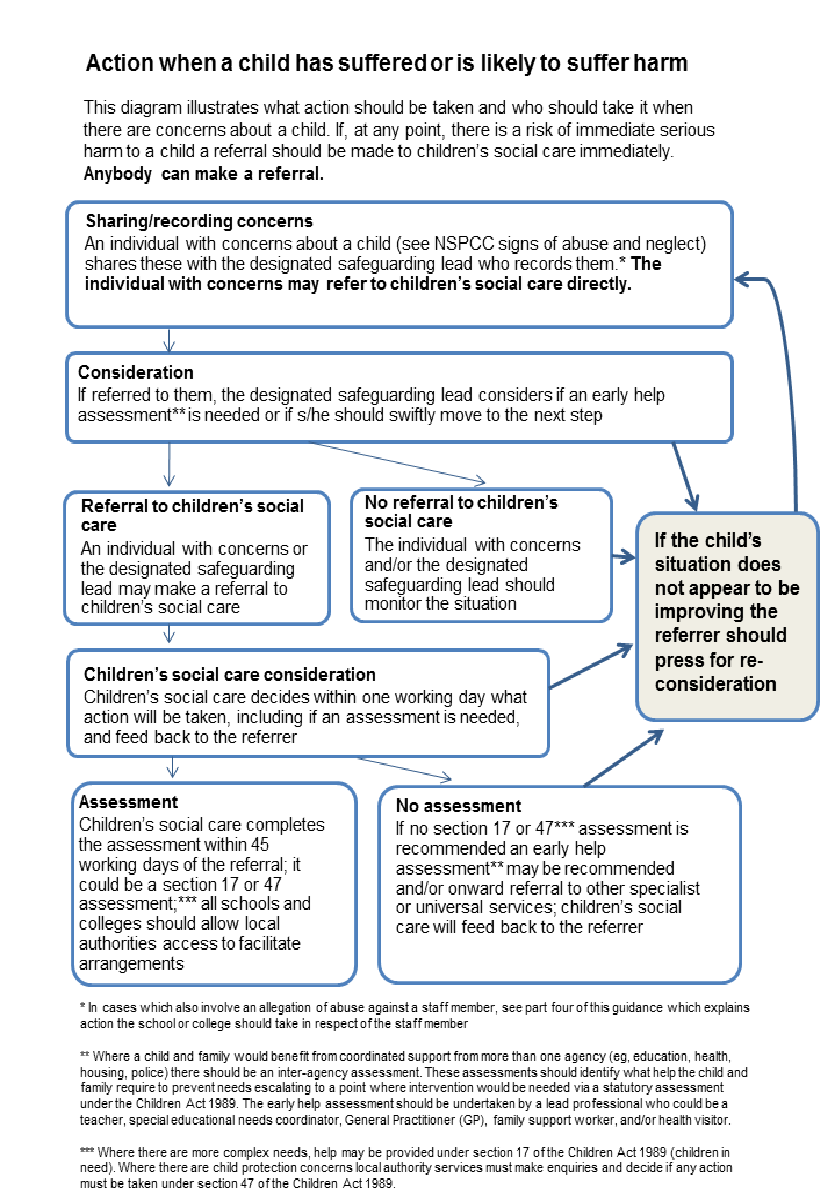 Action when a child has suffered or is likely to suffer harm
This diagram illustrates what action should be taken and who should take it when
there are concerns about a child. If, at any point, there is a risk of immediate serious
harm to a child a referral should be made to children's social care immediately.
Anybody can make a referral.
Sharing/recording concerns
An individual with concerns about a child (see NSPCC signs of abuse and neglect)
shares these with the designated safeguarding lead who records them.* The
individual with concerns may refer to children's social care directly.
Consideration
If referred to them, the designated safeguarding lead considers if an early help
assessment** is needed or if s/he should swiftly move to the next step
Referral to children's social
care
An individual with concerns or
the designated safeguarding
lead may make a referral to
children's social care
No referral to children's
social care
The individual with concerns
and/or the designated
safeguarding lead should
monitor the situation
If the child's
situation does
not appear to be
improving the
referrer should
press for re-
consideration
Children's social care consideration
Children's social care decides within one working day what
action will be taken, including if an assessment is needed,
and feed back to the referrer
Assessment
Children's social care completes
the assessment within 45
working days of the referral; it
could be a section 17 or 47
assessment;*** all schools and
colleges should allow local
authorities access to facilitate
arrangements
No assessment
If no section 17 or 47*** assessment is
recommended an early help
assessment** may be recommended
and/or onward referral to other specialist
or universal services; children's social
care will feed back to the referrer
* In cases which also involve an allegation of abuse against a staff member, see part four of this guidance which explains
action the school or college should take in respect of the staff member
** Where a child and family would benefit from coordinated support from more than one agency (eg, education, health,
housing, police) there should be an inter-agency assessment. These assessments should identify what help the child and
family require to prevent needs escalating to a point where intervention would be needed via a statutory assessment
under the Children Act 1989. The early help assessment should be undertaken by a lead professional who could be a
teacher, special educational needs coordinator, General Practitioner (GP), family support worker, and/or health visitor.
*** Where there are more complex needs, help may be provided under section 17 of the Children Act 1989 (children in
need). Where there are child protection concerns local authority services must make enquiries and decide if any action
must be taken under section 47 of the Children Act 1989.